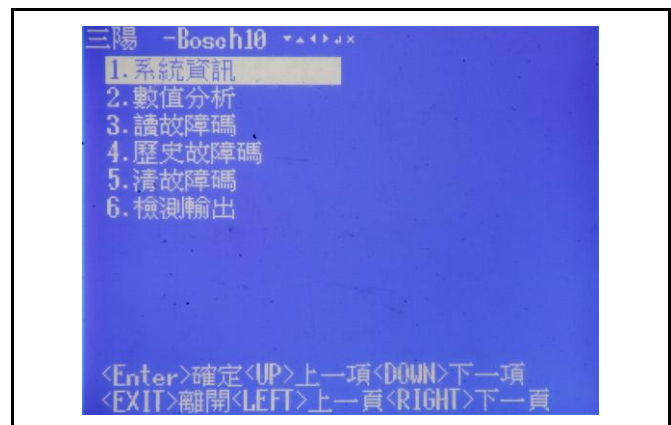 三陽 -Bosch10 ▼▲◀▶↲×
1.系統資訊
2.數值分析
3.讀故障碼
4.歷史故障碼
5.清故障碼
6.檢測輸出
<Enter>確定<UP>上一項<DOWN>下一項
<EXIT>離開<LEFT>上一頁<RIGHT>下一頁